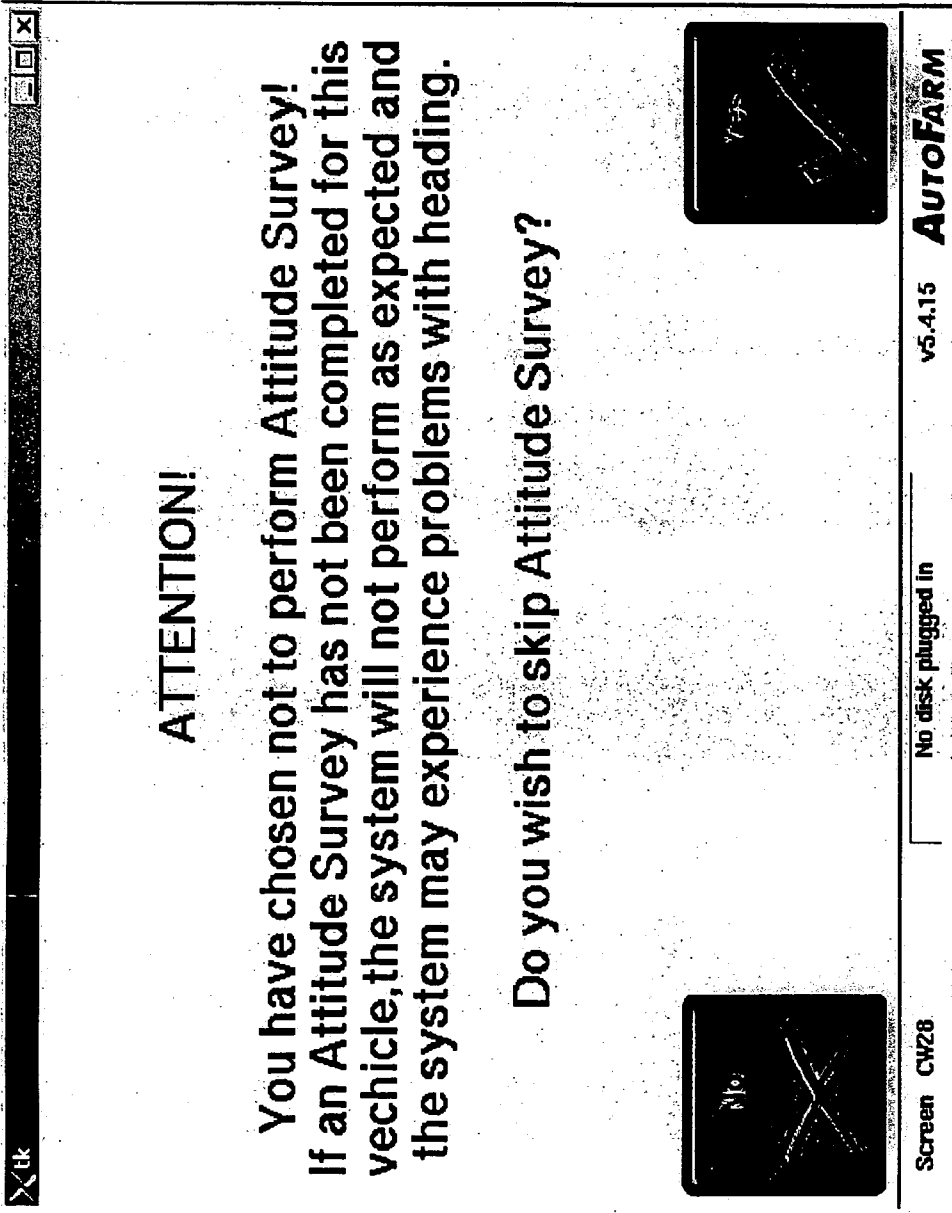 tk
ATTENTION!
You have chosen not to perform Attitude Survey!
If an Attitude Survey has not been completed for this
vechicle,the system will not perform as expected and
the system may experience problems with heading.
Do you wish to skip Attitude Survey?
No
Yes
Screen CW28
No disk plugged in
v5.4.15
AUTOFARM